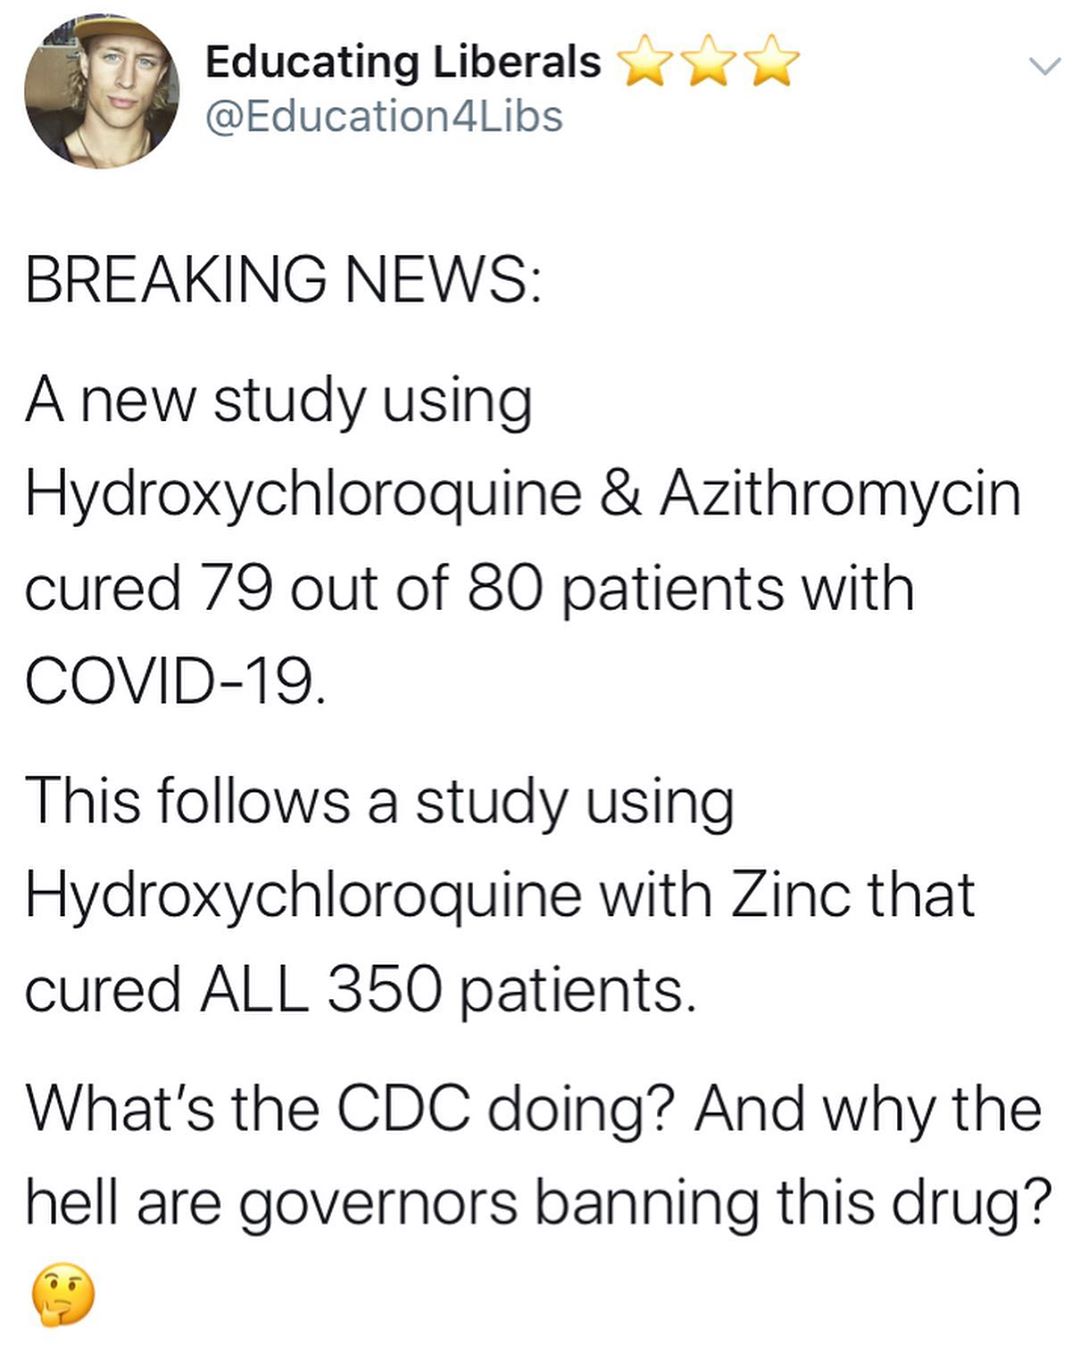 Educating Liberals ⭐⭐⭐
@Education4Libs
BREAKING NEWS:
A new study using
Hydroxychloroquine & Azithromycin
cured 79 out of 80 patients with
COVID-19.
This follows a study using
Hydroxychloroquine with Zinc that
cured ALL 350 patients.
What’s the CDC doing? And why the
hell are governors banning this drug?
🤔